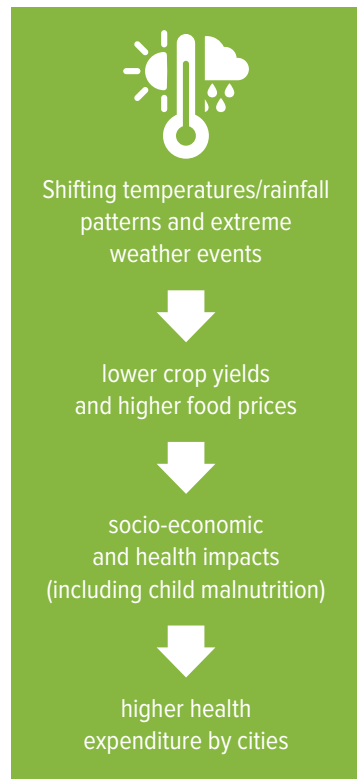 Shifting temperatures/rainfall
patterns and extreme
weather events
lower crop yields
and higher food prices
socio-economic
and health impacts
(including child malnutrition)
higher health
expenditure by cities